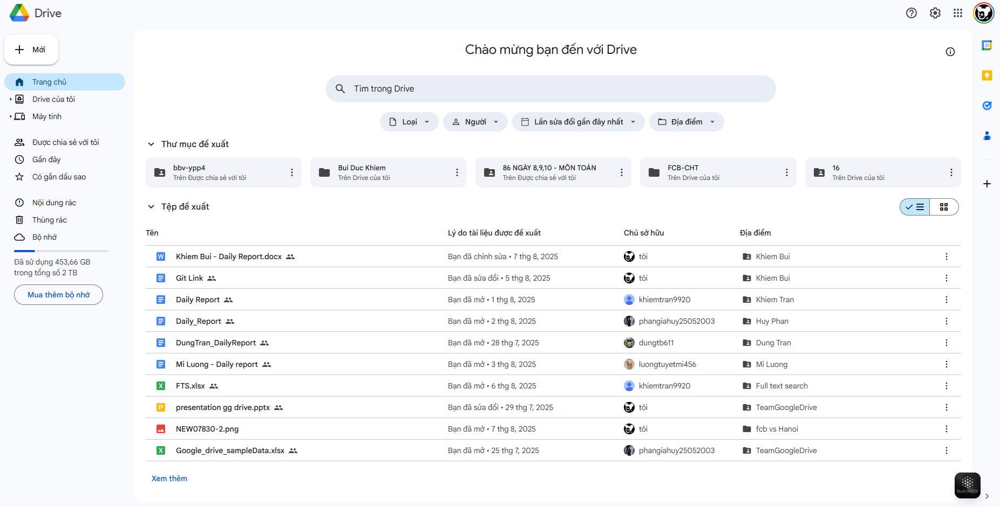 Drive
Mới
Trang chủ
Drive của tôi
Máy tính
Được chia sẻ với tôi
Gần đây
Có gắn dấu sao
Nội dung rác
Thùng rác
Bộ nhớ
Đã sử dụng 453,66 GB
trong tổng số 2 TB
Mua thêm bộ nhớ
Chào mừng bạn đến với Drive
Tìm trong Drive
Loại Người Lần sửa đổi gần đây nhất Địa điểm
Thư mục đề xuất
bbv-ypp4
Trên Được chia sẻ với tôi
Bui Duc Khiem
Trên Drive của tôi
86 NGÀY 8,9,10 - MÔN TOÁN
Trên Được chia sẻ với tôi
FCB-CHT
Trên Drive của tôi
16
Trên Drive của tôi
Tệp đề xuất
Tên Lý do tài liệu được đề xuất Chủ sở hữu Địa điểm
Khiem Bui - Daily Report.docx Bạn đã chỉnh sửa • 7 thg 8, 2025 tôi Khiem Bui
Git Link Bạn đã sửa đổi • 5 thg 8, 2025 tôi Khiem Bui
Daily Report Bạn đã mở • 1 thg 8, 2025 khiemtran9920 Khiem Tran
Daily_Report Bạn đã mở • 2 thg 8, 2025 phangiahuy25052003 Huy Phan
DungTran_DailyReport Bạn đã mở • 28 thg 7, 2025 dungtb611 Dung Tran
Mi Luong - Daily report Bạn đã mở • 3 thg 8, 2025 luongtuyetmi456 Mi Luong
FTS.xlsx Bạn đã mở • 6 thg 8, 2025 khiemtran9920 Full text search
presentation gg drive.pptx Bạn đã sửa đổi • 29 thg 7, 2025 tôi TeamGoogleDrive
NEW07830-2.png Bạn đã mở • 7 thg 8, 2025 tôi fcb vs Hanoi
Google_drive_sampleData.xlsx Bạn đã mở • 25 thg 7, 2025 phangiahuy25052003 TeamGoogleDrive
Xem thêm
31
BLACKBOX